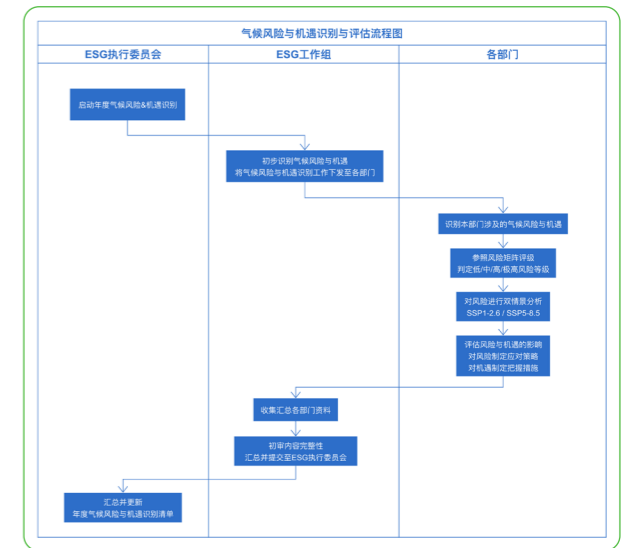 气候风险与机遇识别与评估流程图
ESG执行委员会
ESG工作组
各部门
启动年度气候风险&机遇识别
初步识别气候风险与机遇
将气候风险与机遇识别工作下发至各部门
识别本部门涉及的气候风险与机遇
参照风险矩阵评级
判定低/中/高/极高风险等级
对风险进行双情景分析
SSP1-2.6 / SSP5-8.5
评估风险与机遇的影响
对风险制定应对策略
对机遇制定把握措施
收集汇总各部门资料
初审内容完整性
汇总并提交至ESG执行委员会
汇总并更新
年度气候风险与机遇识别清单